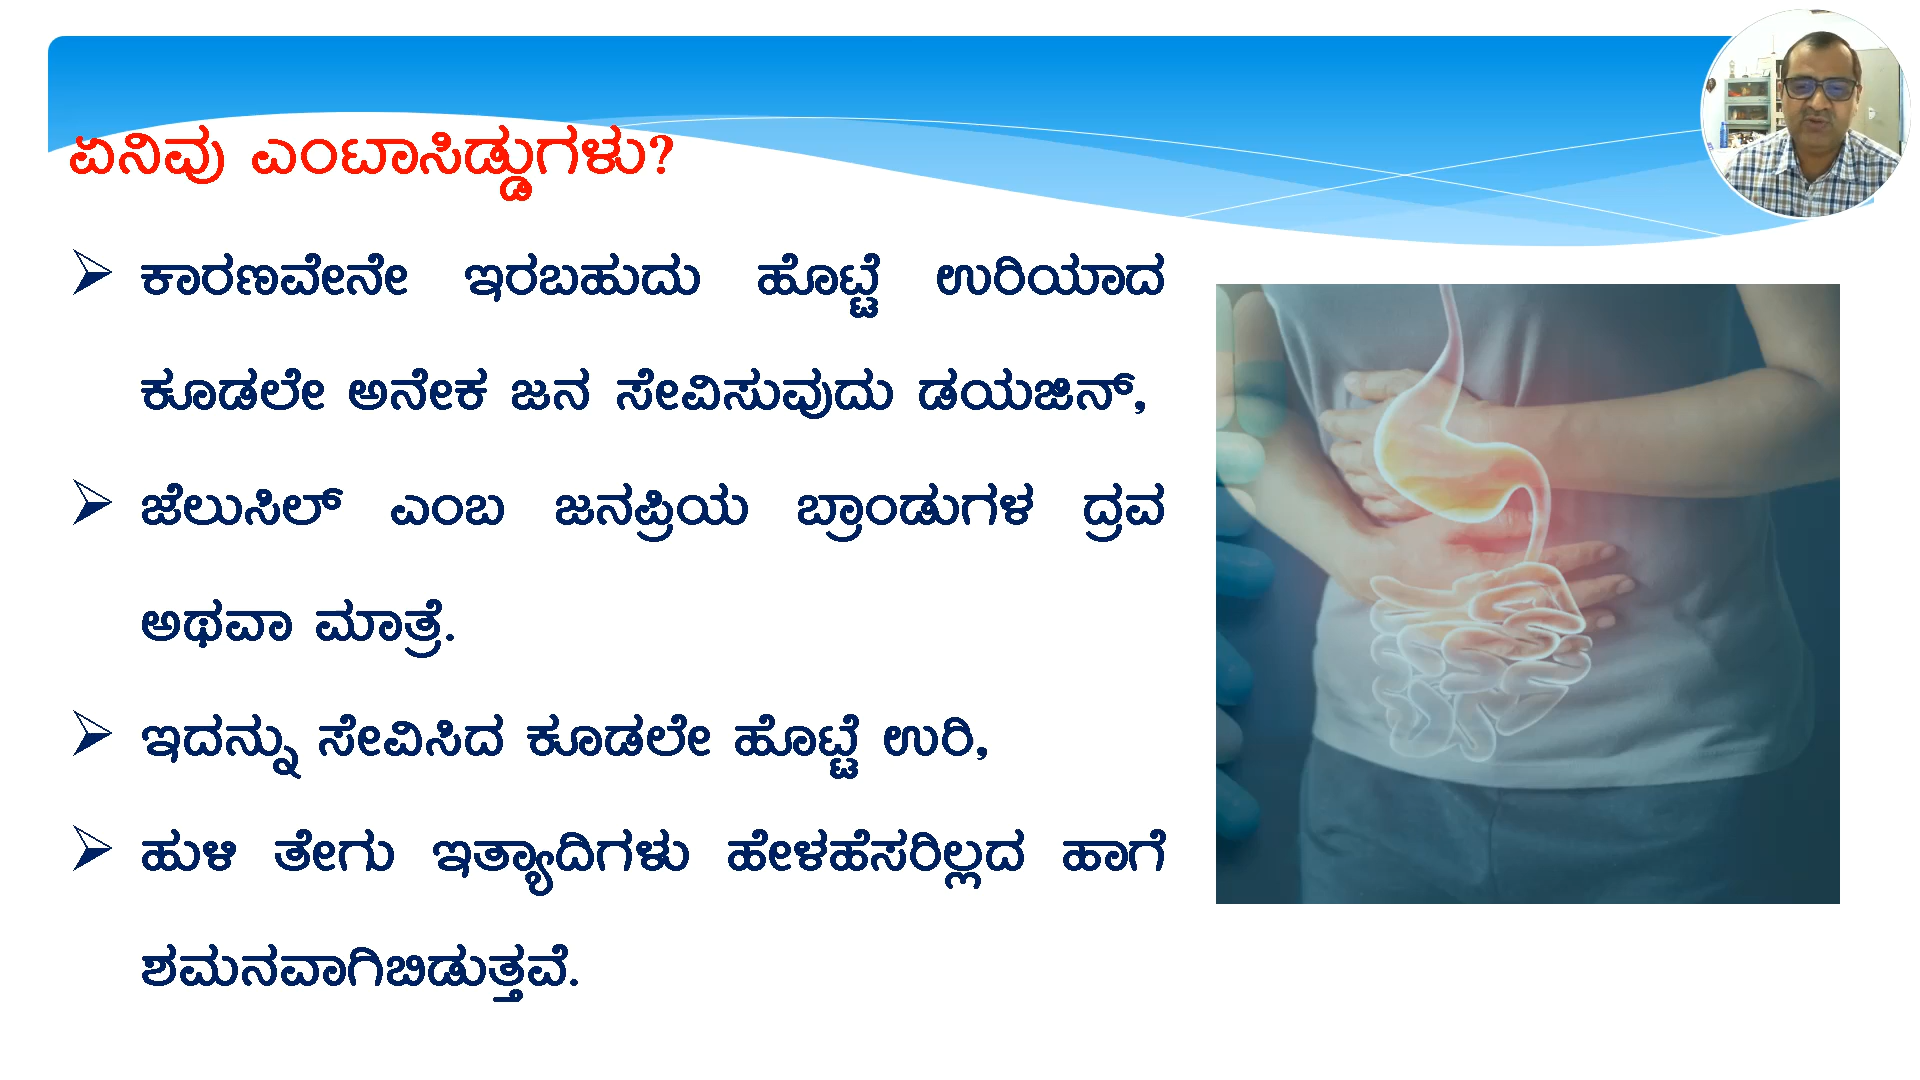 ಏನಿವು ಎಂಟಾಸಿಡ್ಡುಗಳು?
ಕಾರಣವೇನೇ ಇರಬಹುದು ಹೊಟ್ಟೆ ಉರಿಯಾದ
ಕೂಡಲೇ ಅನೇಕ ಜನ ಸೇವಿಸುವುದು ಡಯಜಿನ್,
ಜೆಲುಸಿಲ್ ಎಂಬ ಜನಪ್ರಿಯ ಬ್ರಾಂಡುಗಳ ದ್ರವ
ಅಥವಾ ಮಾತ್ರೆ.
ಇದನ್ನು ಸೇವಿಸಿದ ಕೂಡಲೇ ಹೊಟ್ಟೆ ಉರಿ,
ಹುಳಿ ತೇಗು ಇತ್ಯಾದಿಗಳು ಹೇಳಹೆಸರಿಲ್ಲದ ಹಾಗೆ
ಶಮನವಾಗಿಬಿಡುತ್ತವೆ.